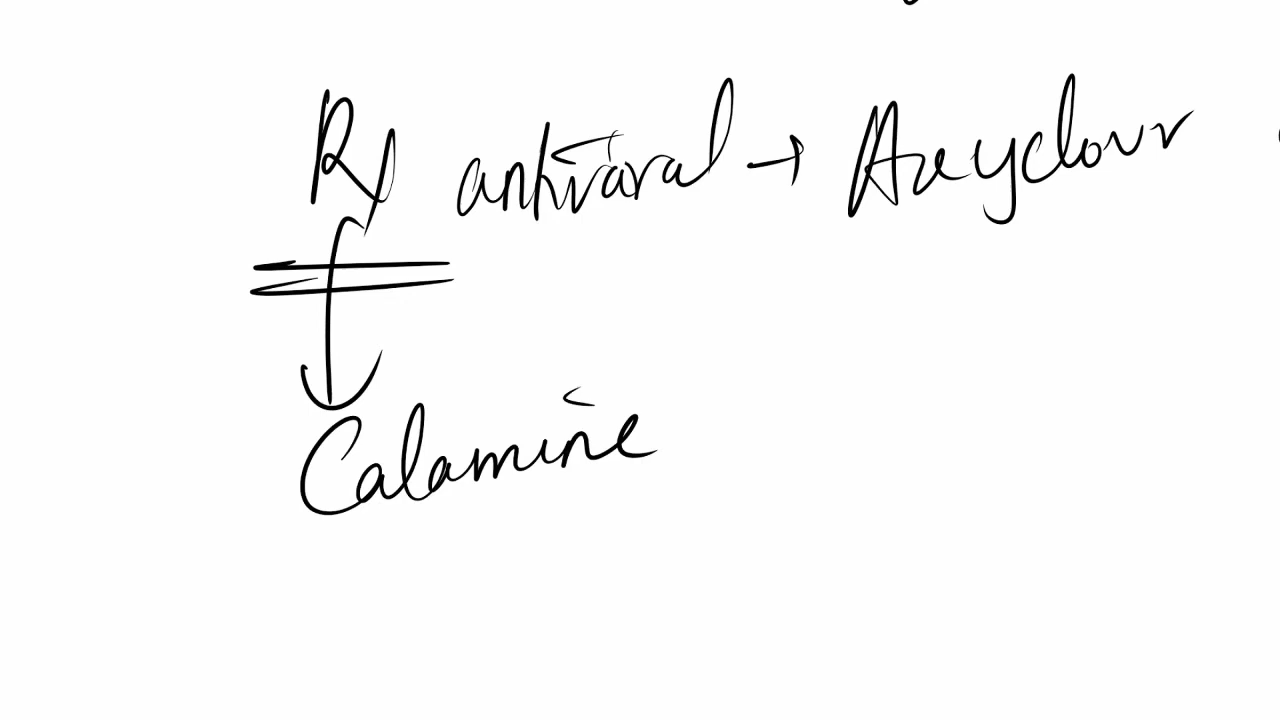 Rx antiviral → Acyclovir
Calamine